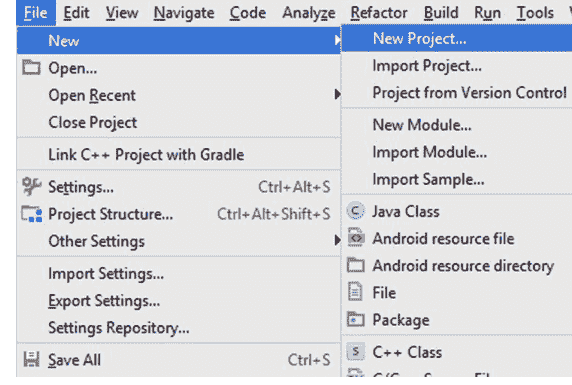 File Edit View Navigate Code Analyze Refactor Build Run Tools
New
Open...
Open Recent
Close Project
Link C++ Project with Gradle
Settings... Ctrl+Alt+S
Project Structure... Ctrl+Alt+Shift+S
Other Settings
Import Settings...
Export Settings...
Settings Repository...
Save All Ctrl+S
New Project...
Import Project...
Project from Version Control
New Module...
Import Module...
Import Sample...
Java Class
Android resource file
Android resource directory
File
Package
C++ Class